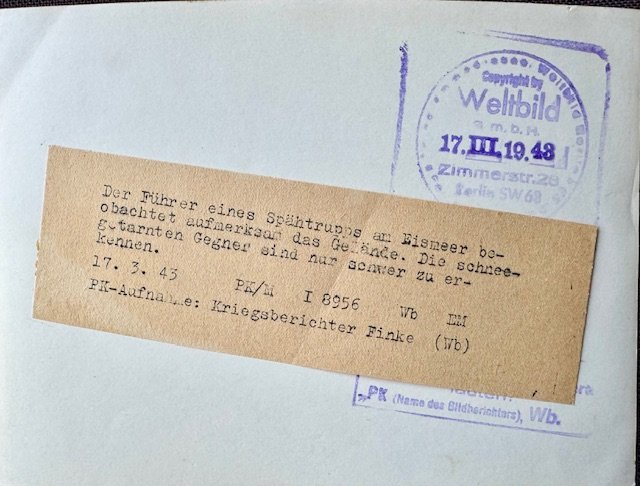 Copyright by
Weltbild
G.m.b.H.
17. III. 19.43
Zimmerstr. 28
Berlin SW 68
Der Führer eines Spähtrupps am Eismeer be-
obachtet aufmerksam das Gelände. Die schnee-
getarnten Gegner sind nur schwer zu er-
kennen.
17. 3. 43 PK/M I 8956 Wb EM
PK-Aufnahme: Kriegsberichter Finke (Wb)
„PK (Name des Bildberichters), Wb.